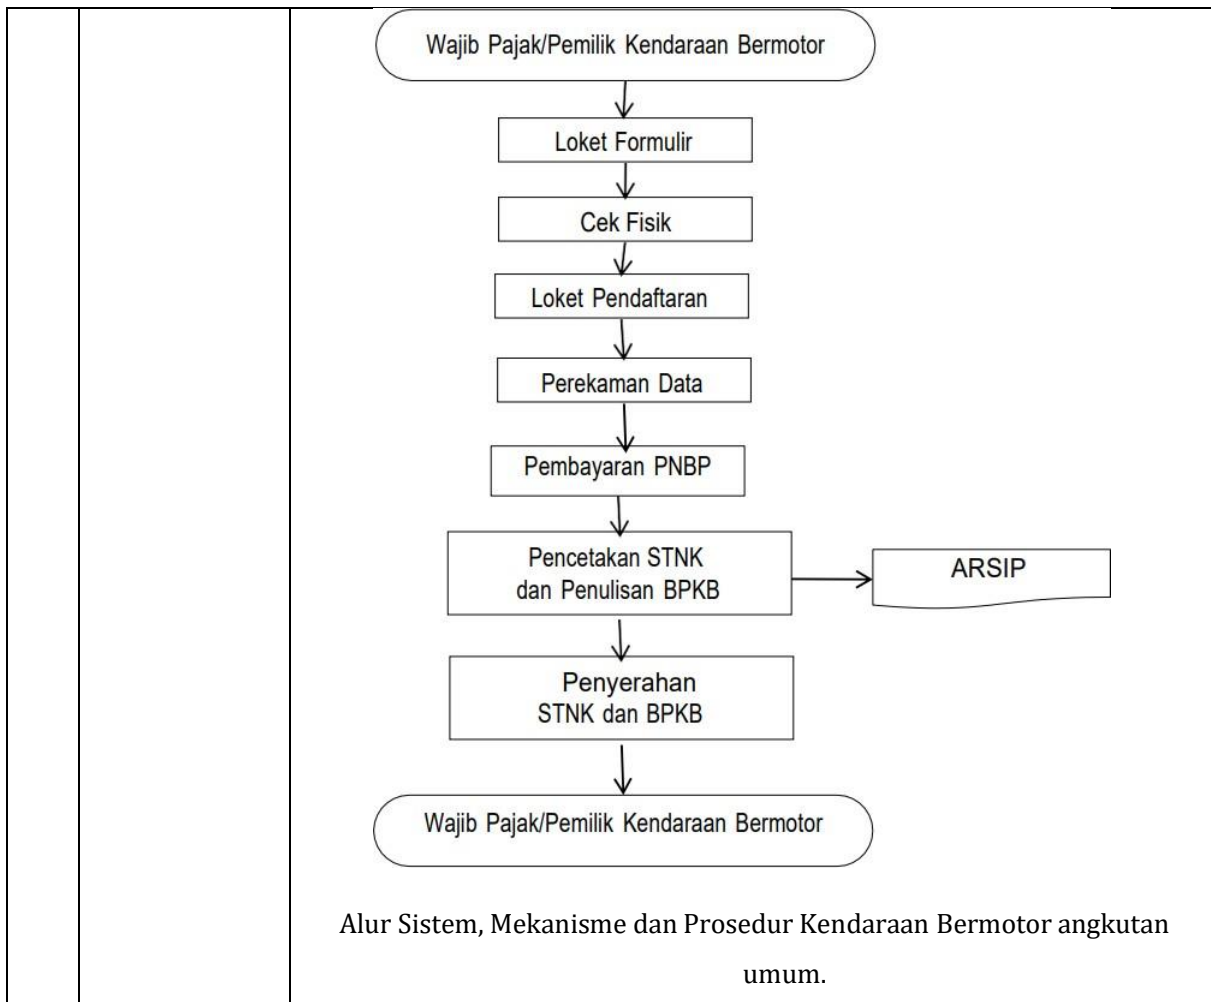 Wajib Pajak/Pemilik Kendaraan Bermotor
Loket Formulir
Cek Fisik
Loket Pendaftaran
Perekaman Data
Pembayaran PNBP
Pencetakan STNK
dan Penulisan BPKB
ARSIP
Penyerahan
STNK dan BPKB
Wajib Pajak/Pemilik Kendaraan Bermotor
Alur Sistem, Mekanisme dan Prosedur Kendaraan Bermotor angkutan
umum.